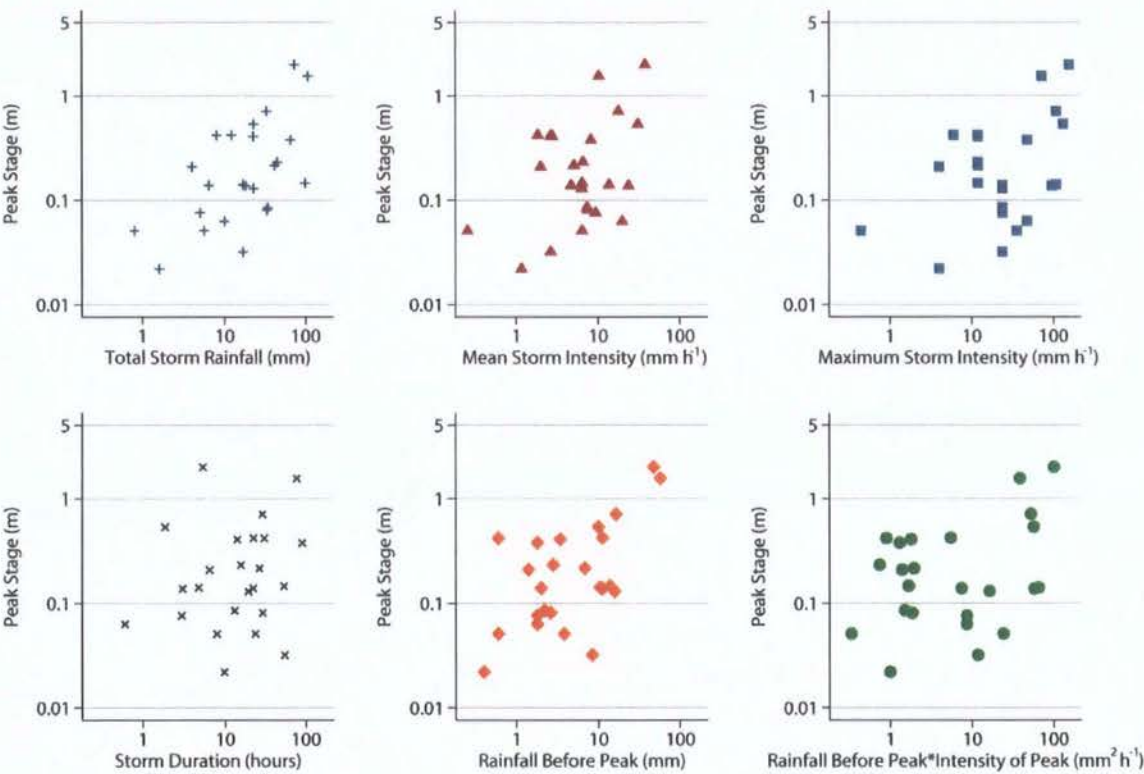 5
1
0.1
0.01
Peak Stage (m)
1 10 100
Total Storm Rainfall (mm)
5
1
0.1
0.01
Peak Stage (m)
1 10 100
Mean Storm Intensity (mm h⁻¹)
5
1
0.1
0.01
Peak Stage (m)
1 10 100
Maximum Storm Intensity (mm h⁻¹)
5
1
0.1
0.01
Peak Stage (m)
1 10 100
Storm Duration (hours)
5
1
0.1
0.01
Peak Stage (m)
1 10 100
Rainfall Before Peak (mm)
5
1
0.1
0.01
Peak Stage (m)
1 10 100
Rainfall Before Peak*Intensity of Peak (mm² h⁻¹)